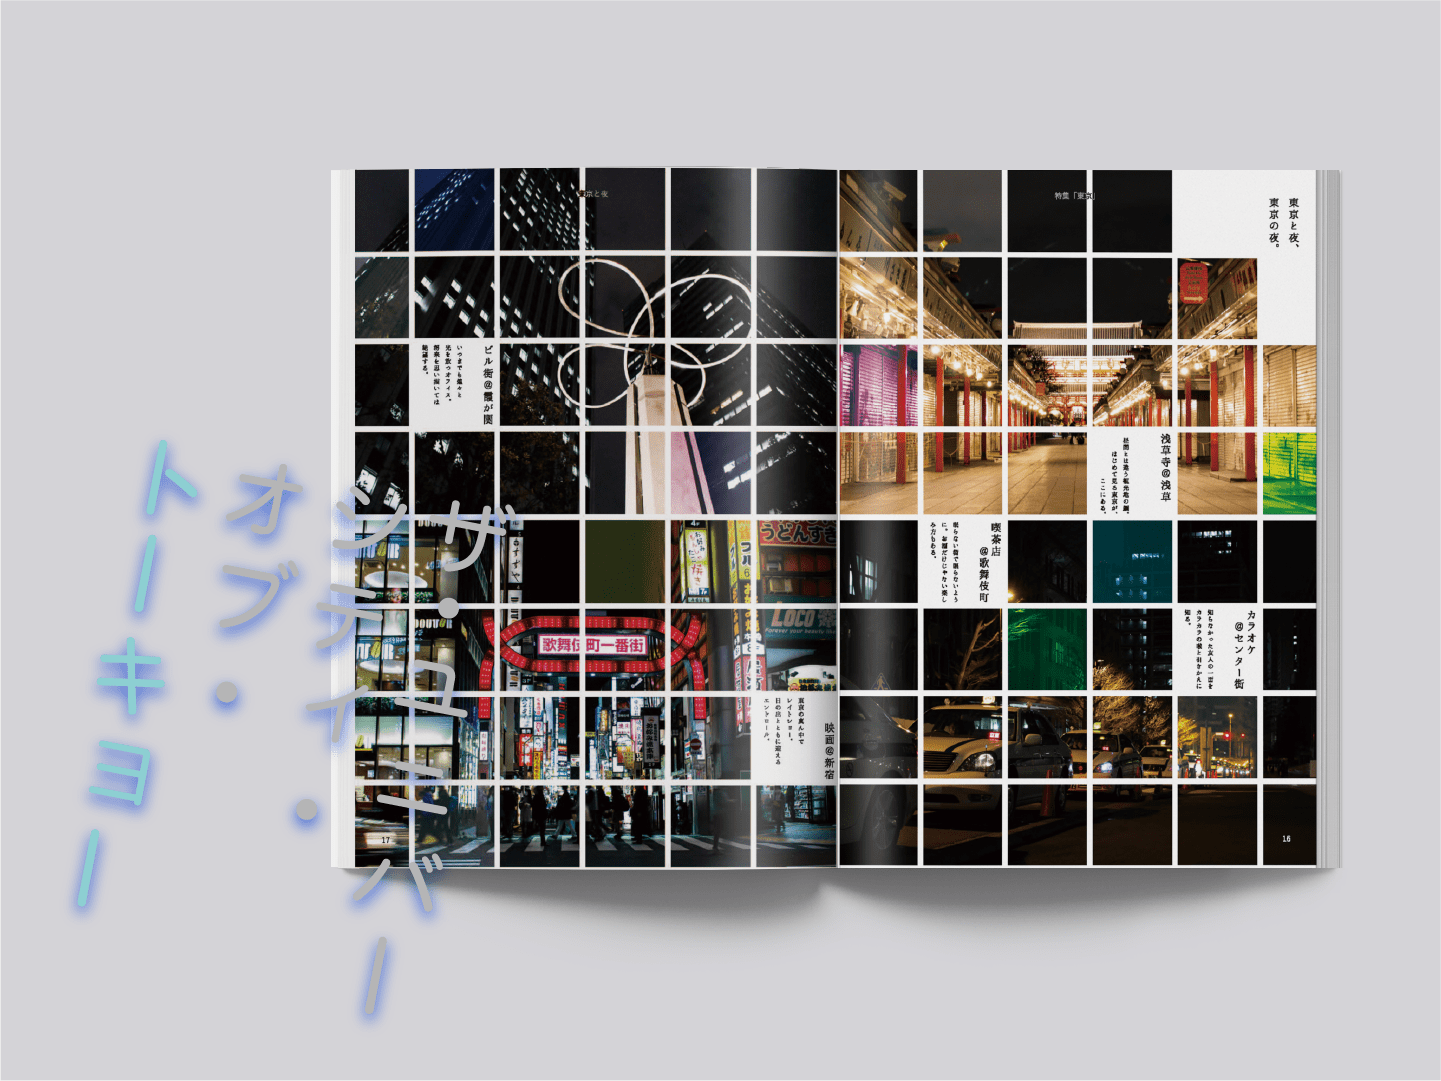 東京と夜、
東京の夜。
特集「東京」
東京と夜
浅草寺@浅草
昼間とは違う観光地の顔。
はじめて見る東京が、
ここにある。
ビル街@霞が関
いつまでも煌々と
光を放つオフィス。
将来を思い描いては
絶望する。
喫茶店
@歌舞伎町
眠らない街で眠らないよう
に。お酒だけじゃない楽し
み方もある。
カラオケ
@センター街
知らなかった友人の一面を
カラカラの喉と引きかえに
知る。
映画@新宿
東京の真ん中で
レイトショー。
日の出とともに迎える
エンドロール。
歌舞伎町一番街
うどんすき
LOCO
Forever your beauty
DOUTOR
17
16
ザ・ユニバー
シティ・
オブ・
トーキョー